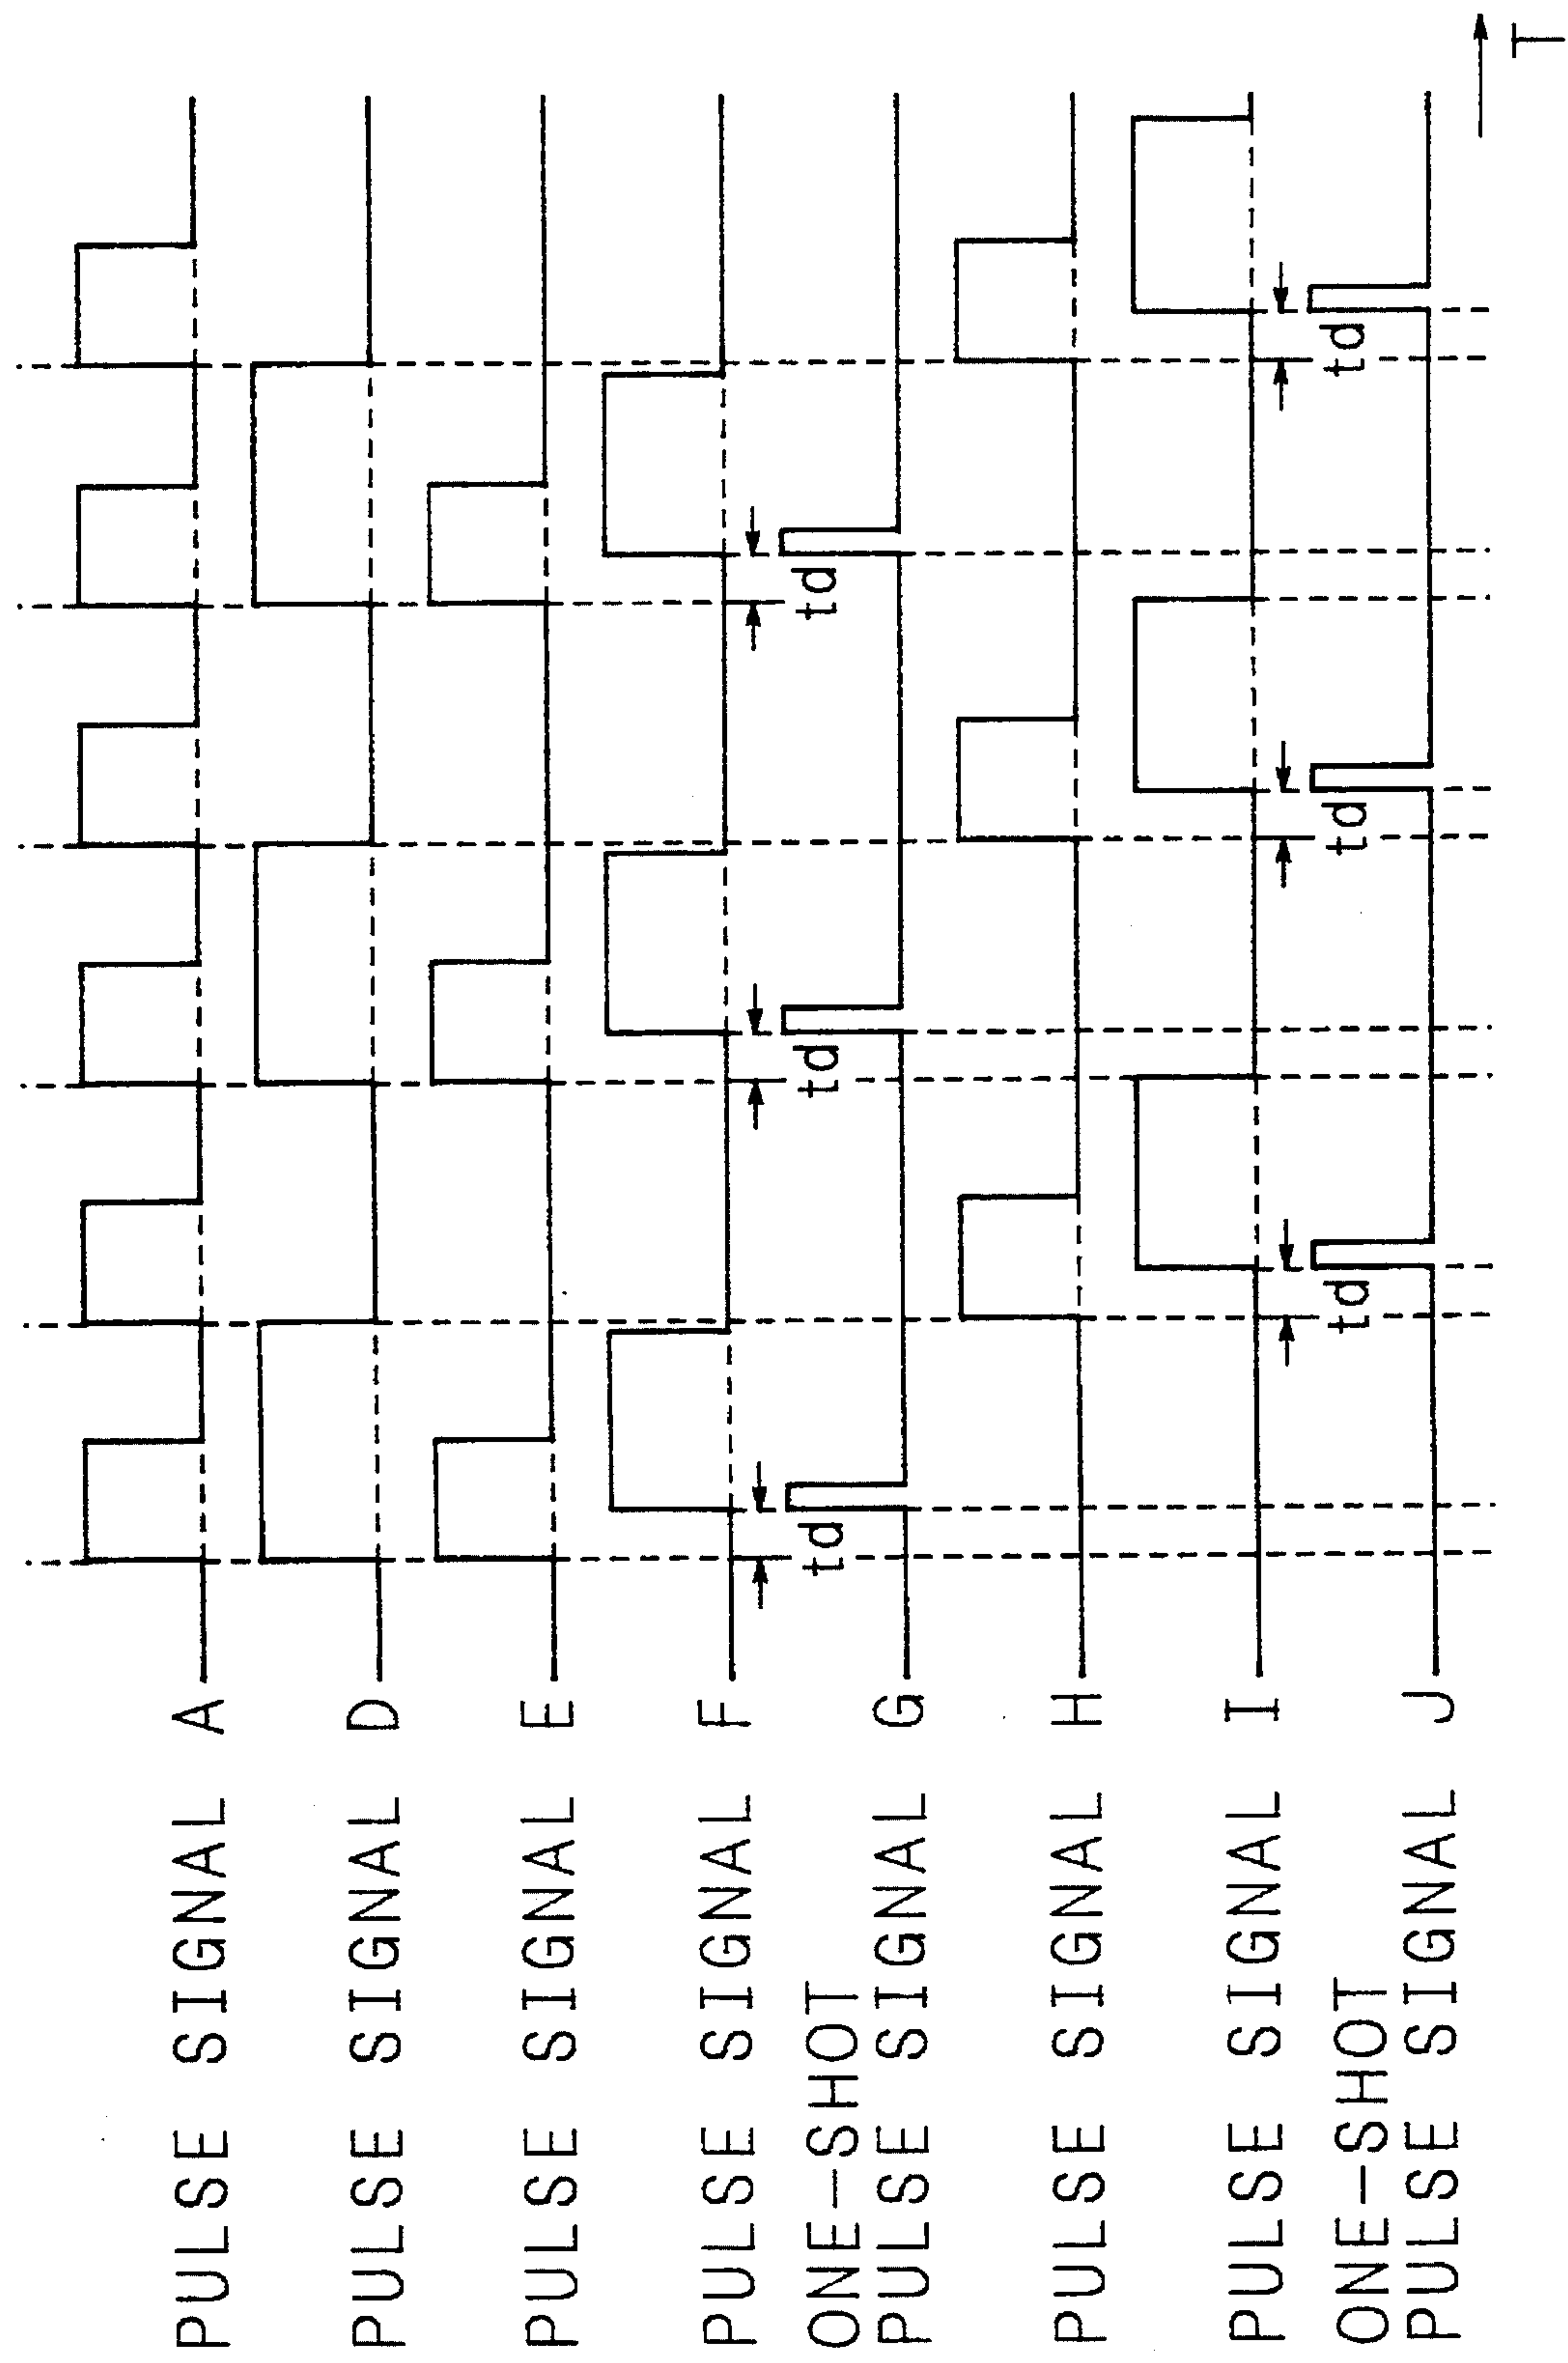 PULSE SIGNAL A
PULSE SIGNAL D
PULSE SIGNAL E
PULSE SIGNAL F
td
td
td
ONE-SHOT
PULSE SIGNAL G
PULSE SIGNAL H
PULSE SIGNAL I
td
td
td
ONE-SHOT
PULSE SIGNAL J
T